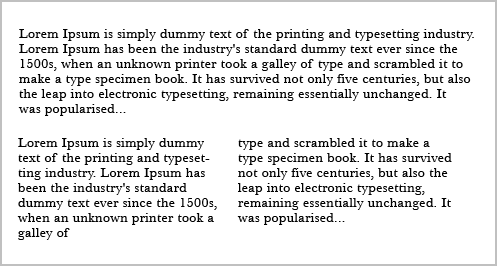 Lorem Ipsum is simply dummy text of the printing and typesetting industry.
Lorem Ipsum has been the industry's standard dummy text ever since the
1500s, when an unknown printer took a galley of type and scrambled it to
make a type specimen book. It has survived not only five centuries, but also
the leap into electronic typesetting, remaining essentially unchanged. It
was popularised...
Lorem Ipsum is simply dummy
text of the printing and typeset-
ting industry. Lorem Ipsum has
been the industry's standard
dummy text ever since the 1500s,
when an unknown printer took a
galley of
type and scrambled it to make a
type specimen book. It has survived
not only five centuries, but also the
leap into electronic typesetting,
remaining essentially unchanged. It
was popularised...